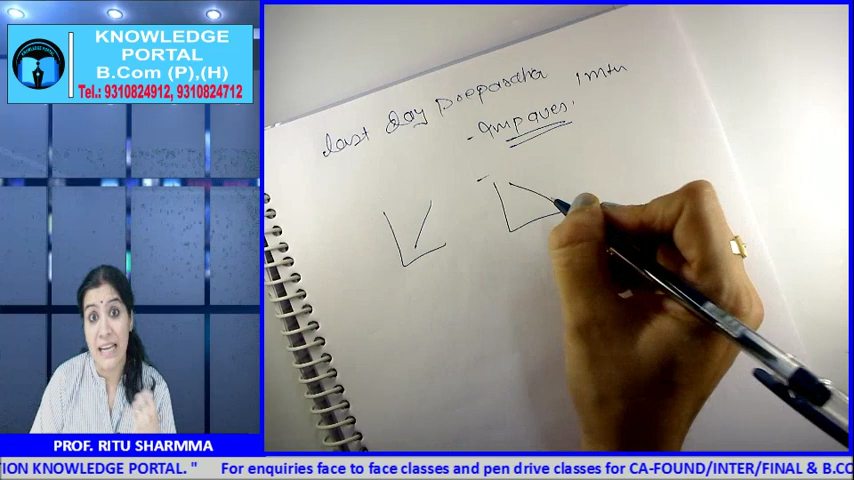 KNOWLEDGE
PORTAL
B.Com (P),(H)
Tel.: 9310824912, 9310824712
last day preparation 1 mtn
- Imp ques.
PROF. RITU SHARMMA
ION KNOWLEDGE PORTAL. " For enquiries face to face classes and pen drive classes for CA-FOUND/INTER/FINAL & B.CO